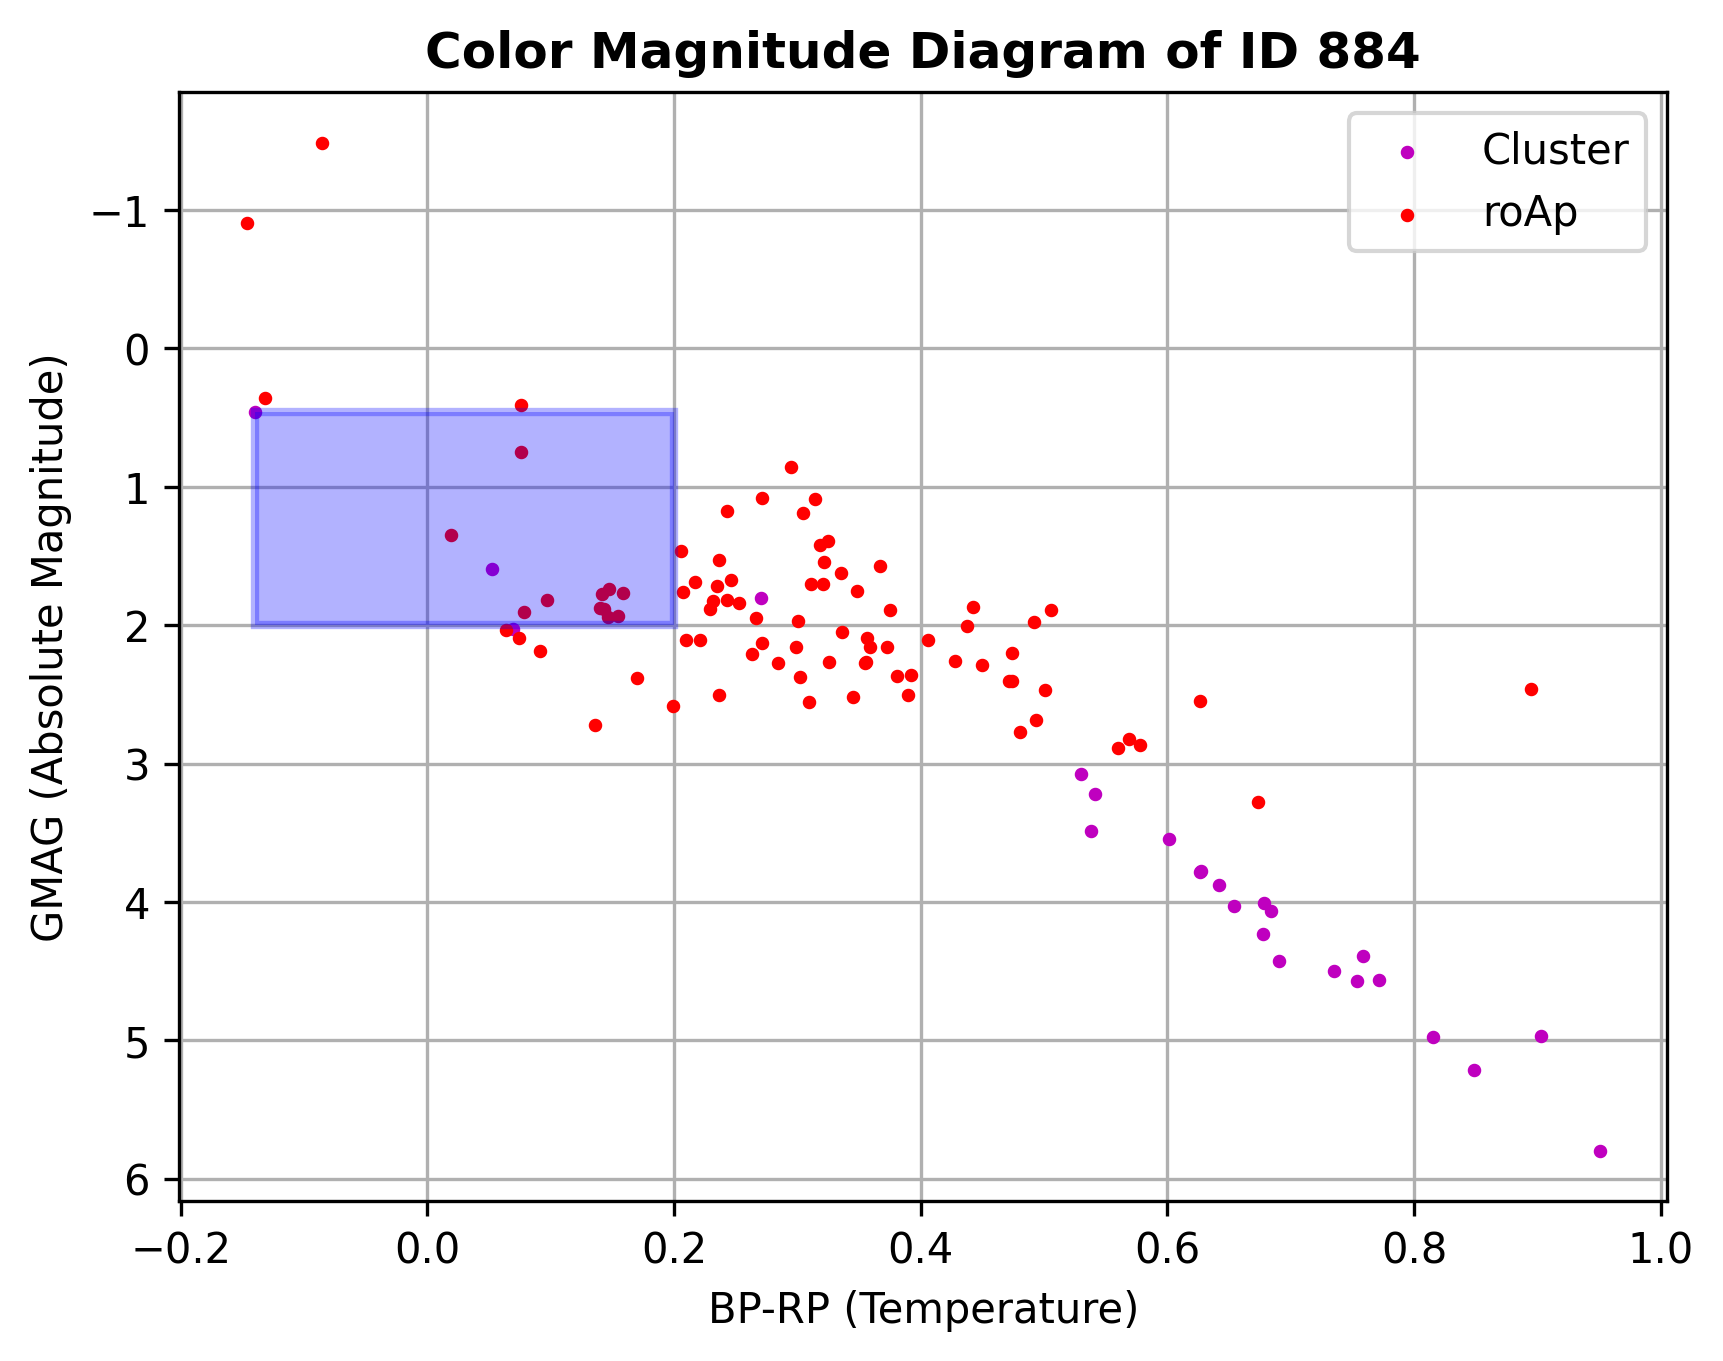 Color Magnitude Diagram of ID 884
Cluster
roAp
GMAG (Absolute Magnitude)
−1
0
1
2
3
4
5
6
−0.2 0.0 0.2 0.4 0.6 0.8 1.0
BP-RP (Temperature)